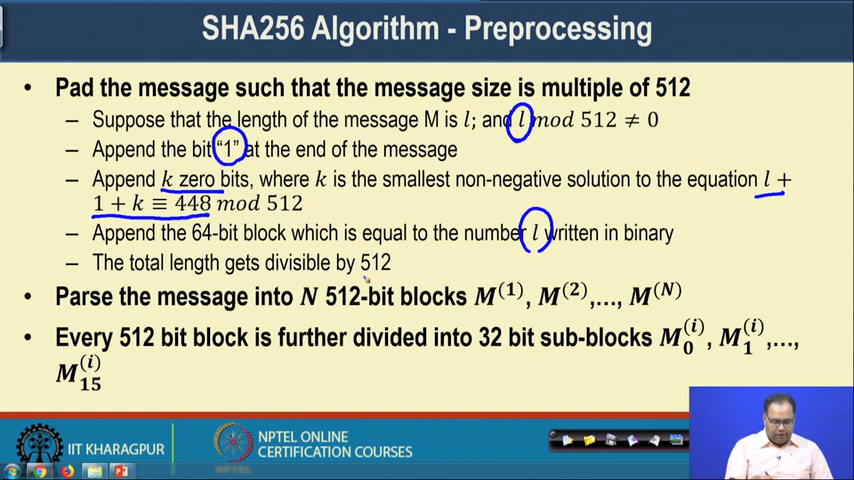 SHA256 Algorithm - Preprocessing
• Pad the message such that the message size is multiple of 512
– Suppose that the length of the message M is l; and l mod 512 ≠ 0
– Append the bit “1” at the end of the message
– Append k zero bits, where k is the smallest non-negative solution to the equation l +
1 + k ≡ 448 mod 512
– Append the 64-bit block which is equal to the number l written in binary
– The total length gets divisible by 512
• Parse the message into N 512-bit blocks M^(1), M^(2),…, M^(N)
• Every 512 bit block is further divided into 32 bit sub-blocks M_0^(i), M_1^(i),…,
M_15^(i)
IIT KHARAGPUR
NPTEL
NPTEL ONLINE
CERTIFICATION COURSES